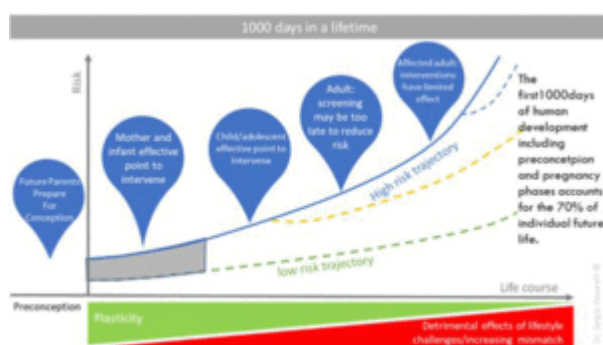 1000 days in a lifetime
Risk
Future Parents
Prepare
For
Conception
Mother and
infant effective
point to
intervene
Child/adolescent
effective point to
intervene
Adult:
screening
may be too
late to reduce
risk
Affected adult:
interventions
have limited
effect
The
first1000days
of human
development
including
preconcetpion
and pregnancy
phases accounts
for the 70% of
individual future
life.
High risk trajectory
low risk trajectory
Preconception
Life course
Plasticity
Detrimental effects of lifestyle
challenges/increasing mismatch